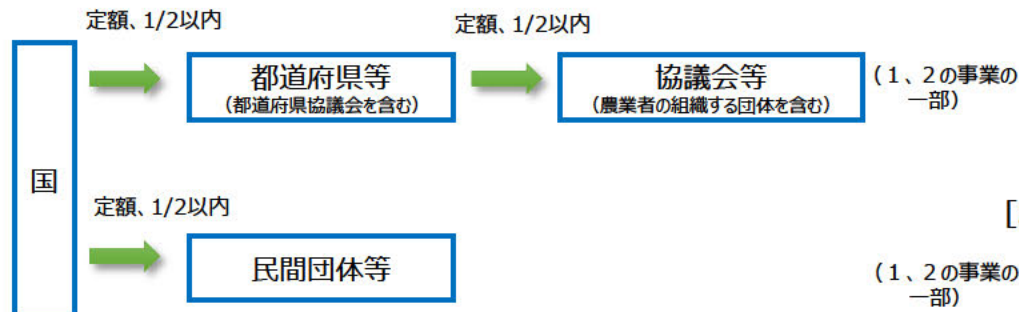 定額、1/2以内
定額、1/2以内
都道府県等
（都道府県協議会を含む）
協議会等
（農業者の組織する団体を含む）
（１、２の事業の
一部）
国
定額、1/2以内
民間団体等
［
（１、２の事業の
一部）